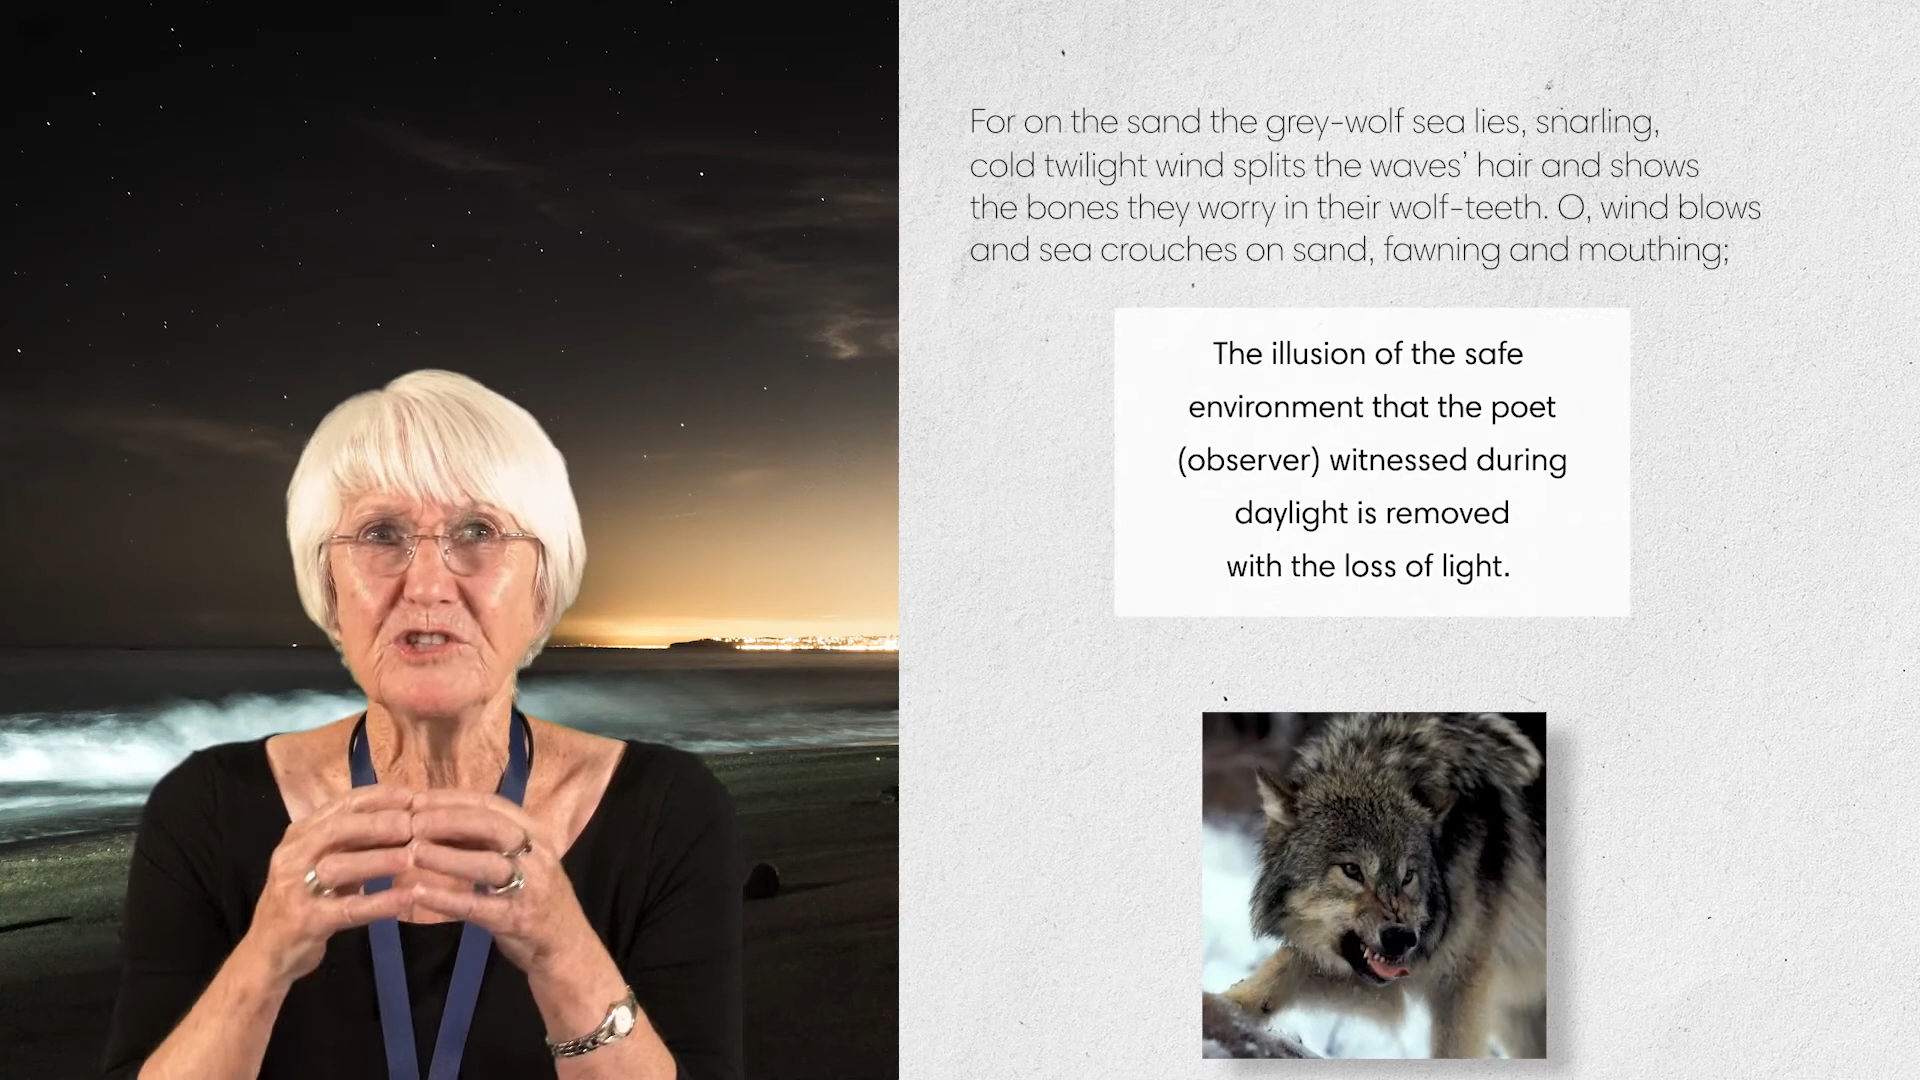 For on the sand the grey-wolf sea lies, snarling,
cold twilight wind splits the waves’ hair and shows
the bones they worry in their wolf-teeth. O, wind blows
and sea crouches on sand, fawning and mouthing;
The illusion of the safe
environment that the poet
(observer) witnessed during
daylight is removed
with the loss of light.